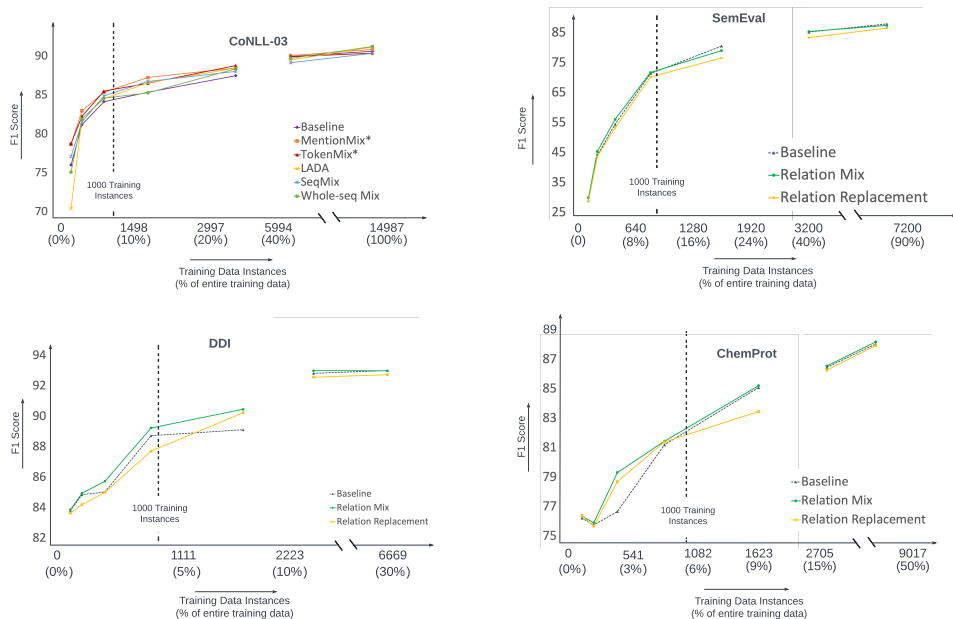 CoNLL-03
F1 Score
90
85
80
75
70
1000 Training
Instances
Baseline
MentionMix*
TokenMix*
LADA
SeqMix
Whole-seq Mix
0 1498 2997 5994 14987
(0%) (10%) (20%) (40%) (100%)
Training Data Instances
(% of entire training data)
SemEval
F1 Score
85
75
65
55
45
35
25
1000 Training
Instances
Baseline
Relation Mix
Relation Replacement
0 640 1280 1920 3200 7200
(0) (8%) (16%) (24%) (40%) (90%)
Training Data Instances
(% of entire training data)
DDI
F1 Score
94
92
90
88
86
84
82
1000 Training
Instances
Baseline
Relation Mix
Relation Replacement
0 1111 2223 6669
(0%) (5%) (10%) (30%)
Training Data Instances
(% of entire training data)
ChemProt
F1 Score
89
87
85
83
81
79
77
75
1000 Training
Instances
Baseline
Relation Mix
Relation Replacement
0 541 1082 1623 2705 9017
(0%) (3%) (6%) (9%) (15%) (50%)
Training Data Instances
(% of entire training data)